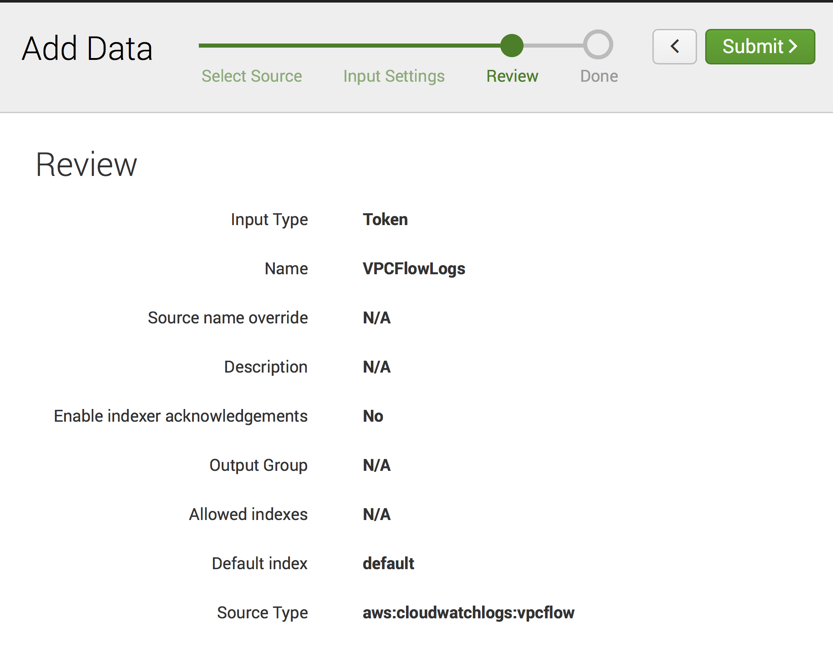 Add Data
Select Source Input Settings Review Done
< Submit >
Review
Input Type Token
Name VPCFlowLogs
Source name override N/A
Description N/A
Enable indexer acknowledgements No
Output Group N/A
Allowed indexes N/A
Default index default
Source Type aws:cloudwatchlogs:vpcflow